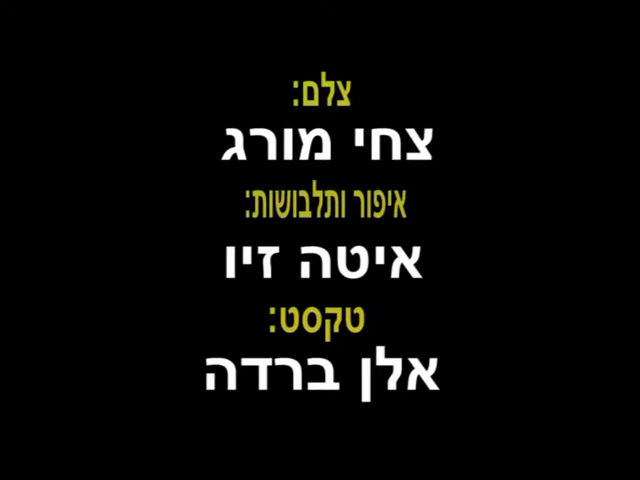 צלם:
צחי מורג
איפור ותלבושות:
איטה זיו
טקסט:
אלן ברדה